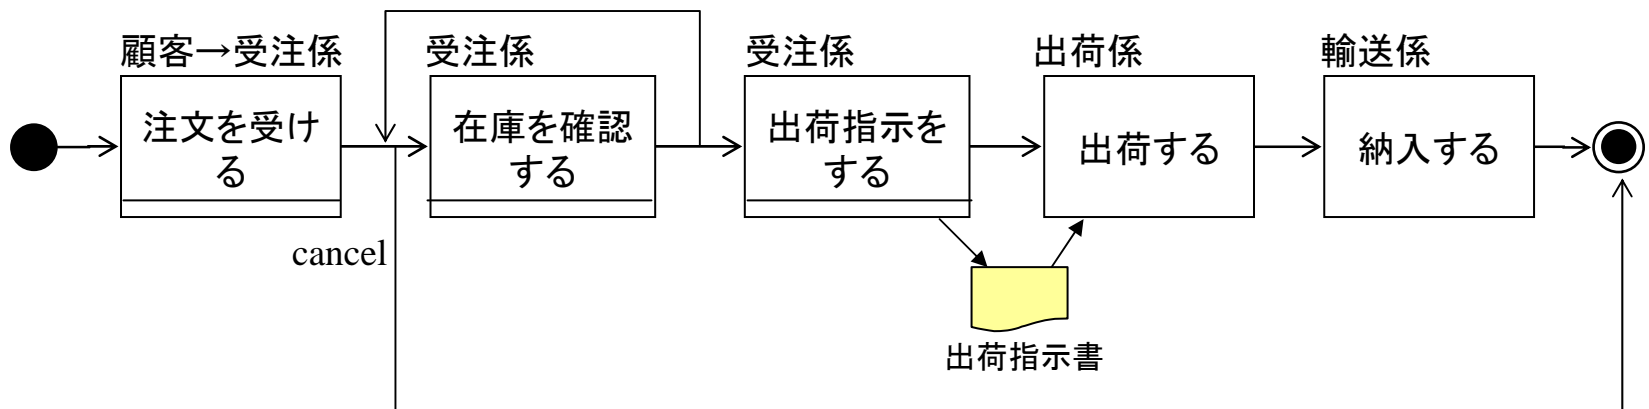 顧客→受注係
受注係
受注係
出荷係
輸送係
注文を受け
る
在庫を確認
する
出荷指示を
する
出荷する
納入する
cancel
出荷指示書